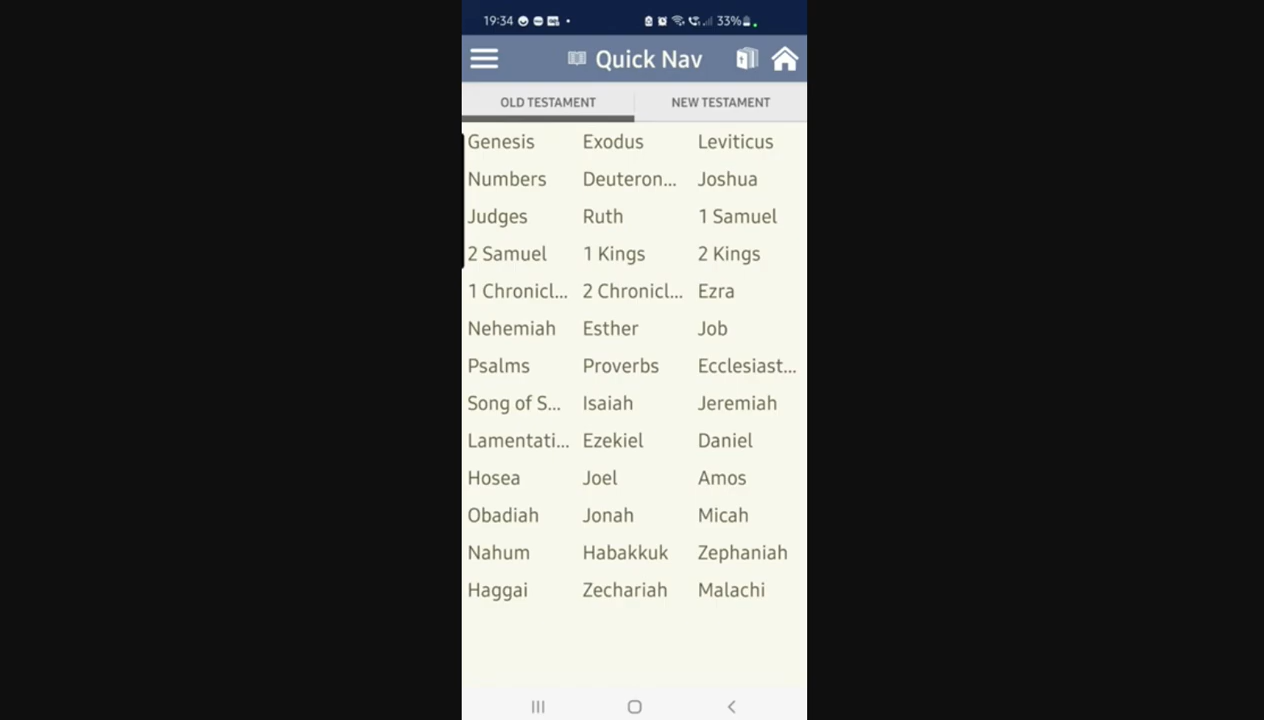 19:34 33%
Quick Nav
OLD TESTAMENT NEW TESTAMENT
Genesis Exodus Leviticus
Numbers Deuteron... Joshua
Judges Ruth 1 Samuel
2 Samuel 1 Kings 2 Kings
1 Chronicl... 2 Chronicl... Ezra
Nehemiah Esther Job
Psalms Proverbs Ecclesiast...
Song of S... Isaiah Jeremiah
Lamentati... Ezekiel Daniel
Hosea Joel Amos
Obadiah Jonah Micah
Nahum Habakkuk Zephaniah
Haggai Zechariah Malachi